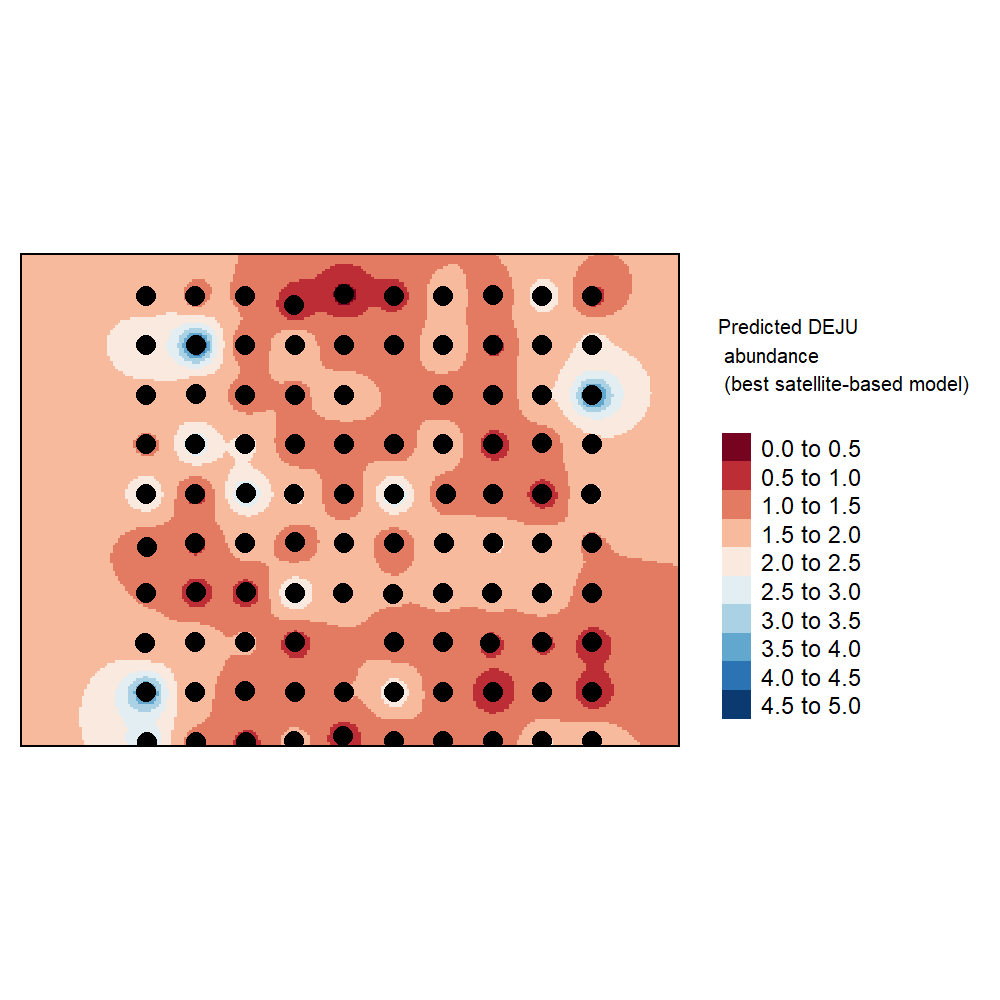 Predicted DEJU
abundance
(best satellite-based model)
0.0 to 0.5
0.5 to 1.0
1.0 to 1.5
1.5 to 2.0
2.0 to 2.5
2.5 to 3.0
3.0 to 3.5
3.5 to 4.0
4.0 to 4.5
4.5 to 5.0